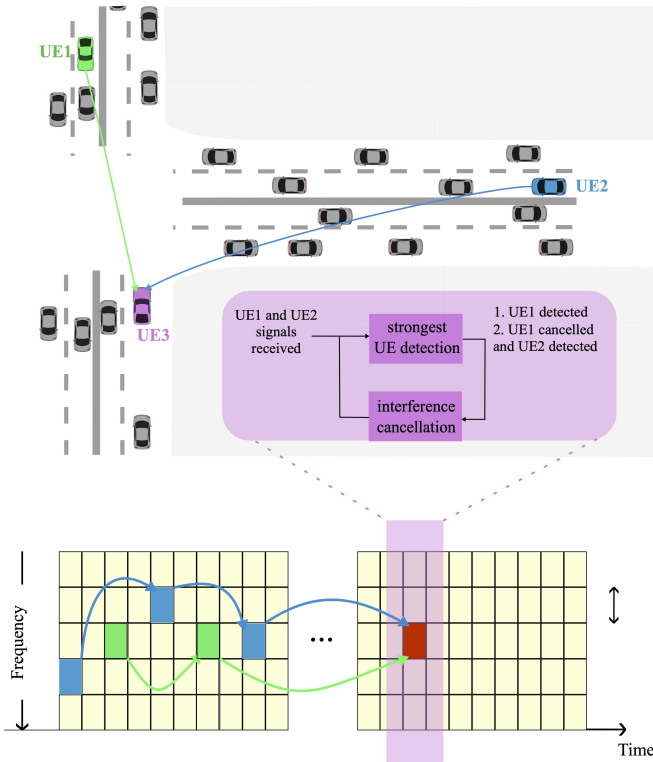 UE1
UE2
UE3
UE1 and UE2
signals
received
strongest
UE detection
1. UE1 detected
2. UE1 cancelled
and UE2 detected
interference
cancellation
Frequency
...
Time